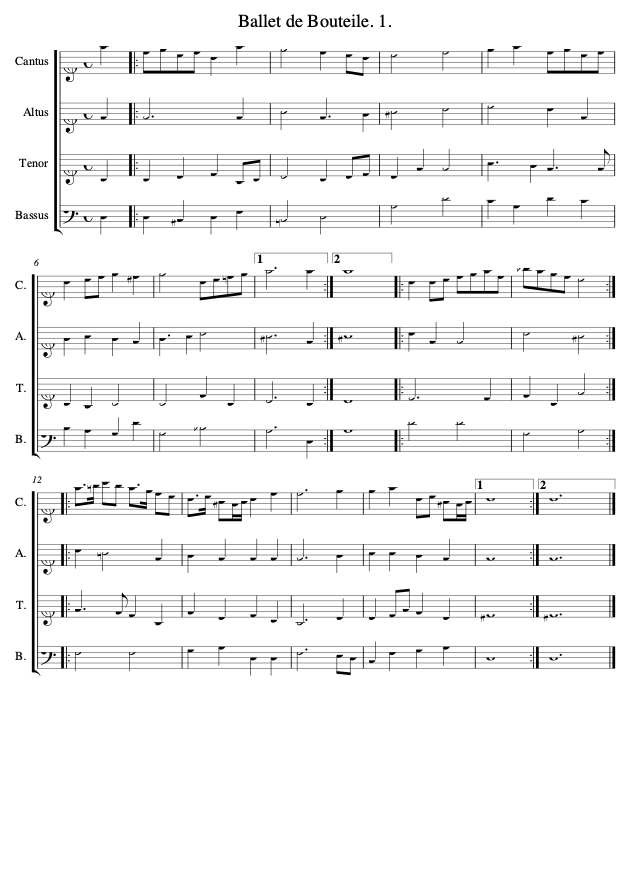 Ballet de Bouteile. 1.
Cantus
Altus
Tenor
Bassus
6
1
2
C.
A.
T.
B.
12
1
2
C.
A.
T.
B.